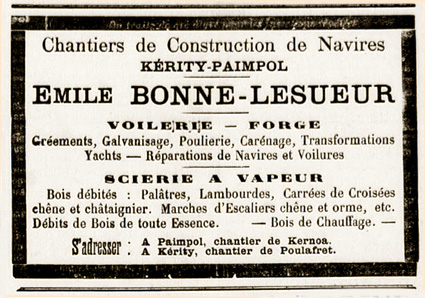 Chantiers de Construction de Navires
KÉRITY-PAIMPOL
EMILE BONNE-LESUEUR
VOILERIE — FORGE
Gréements, Galvanisage, Poulierie, Carénage, Transformations
Yachts — Réparations de Navires et Voilures
SCIERIE A VAPEUR
Bois débités : Palâtres, Lambourdes, Carrées de Croisées
chêne et châtaignier. Marches d'Escaliers chêne et orme, etc.
Débits de Bois de toute Essence. — Bois de Chauffage. —
S'adresser : A Paimpol, chantier de Kernoa.
A Kérity, chantier de Poulafret.